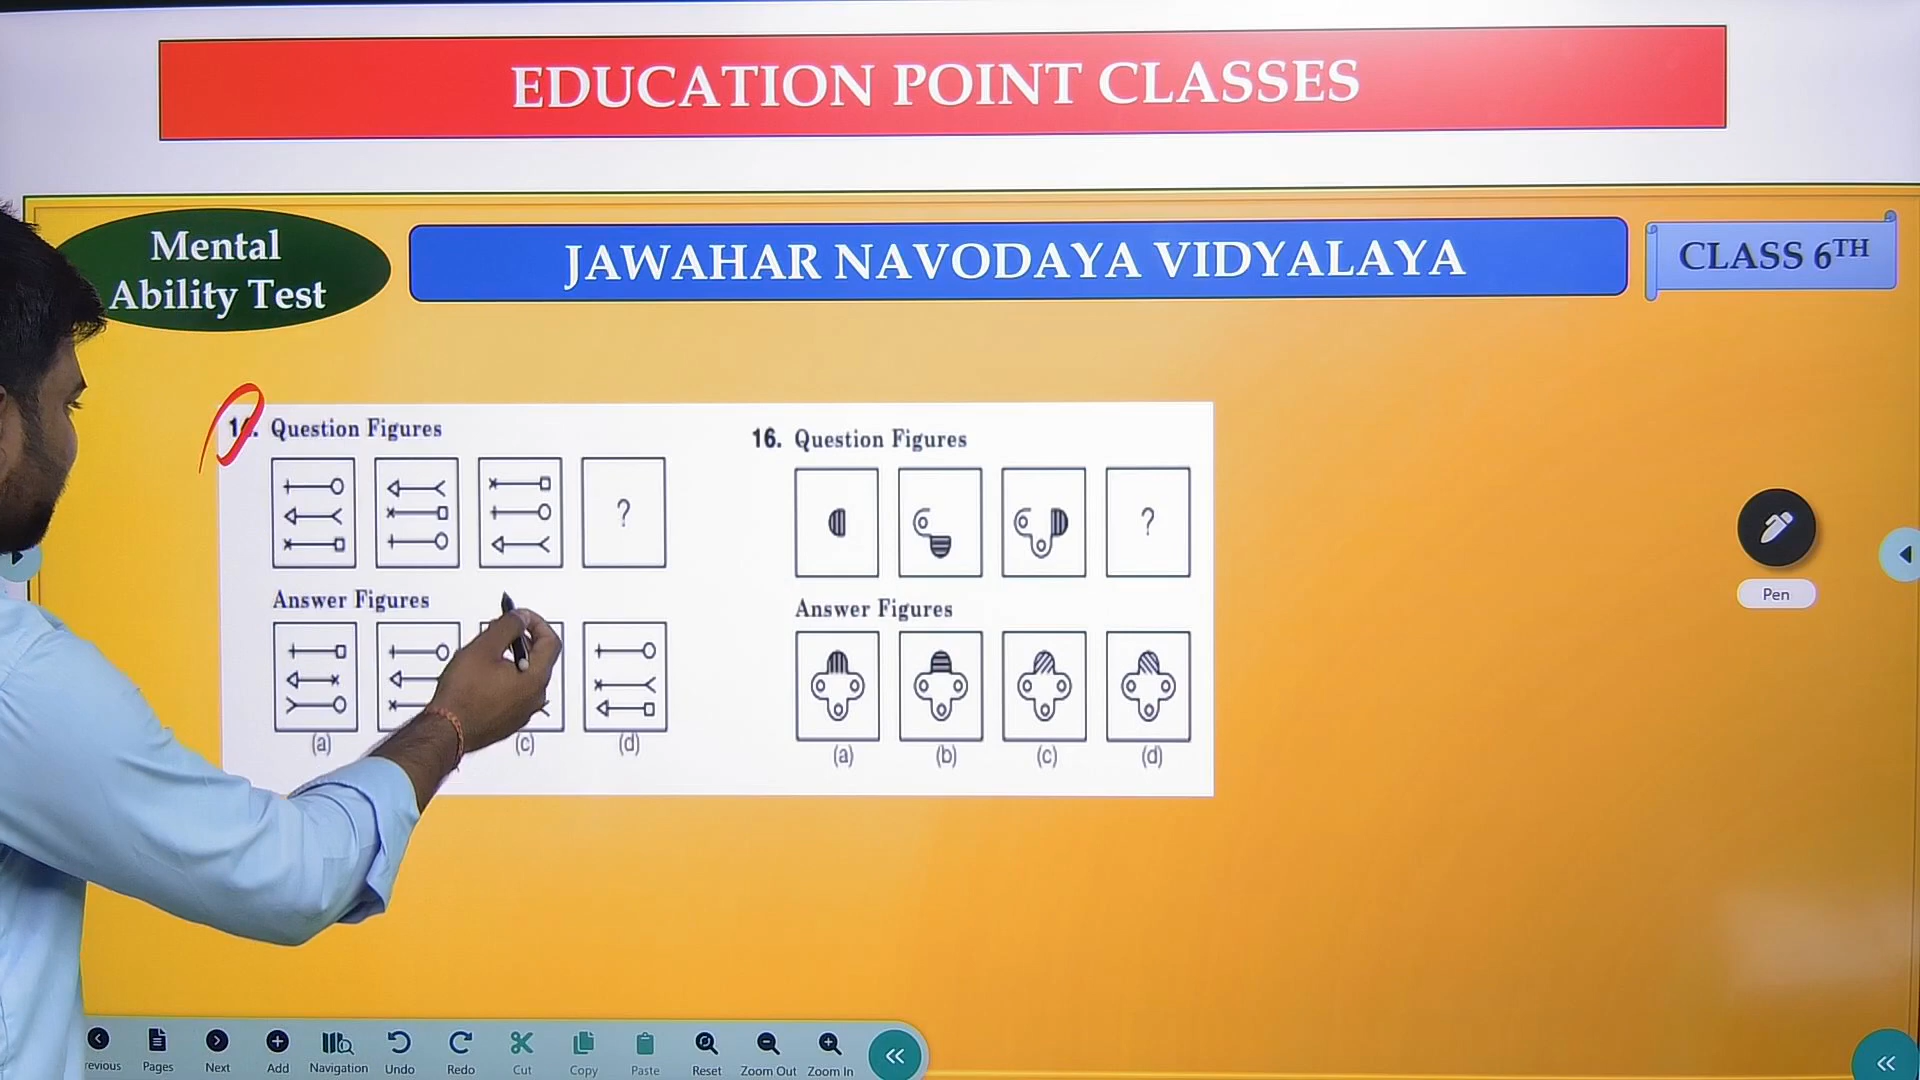 EDUCATION POINT CLASSES
Mental
Ability Test
JAWAHAR NAVODAYA VIDYALAYA
CLASS 6TH
Question Figures
?
Answer Figures
(a)
(c)
(d)
16. Question Figures
?
Answer Figures
(a)
(b)
(c)
(d)
Pen
revious
Pages
Next
Add
Navigation
Undo
Redo
Cut
Copy
Paste
Reset
Zoom Out
Zoom In